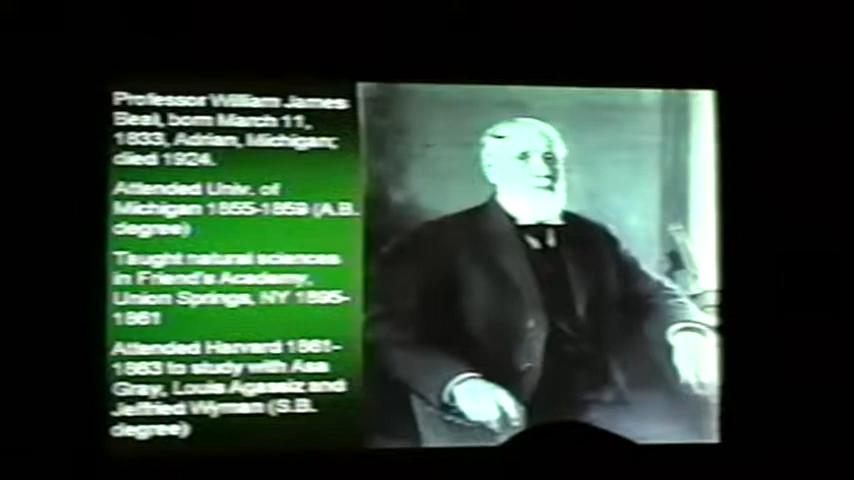 Professor William James
Beal, born March 11,
1833, Adrian, Michigan;
died 1924.
Attended Univ. of
Michigan 1855-1859 (A.B.
degree)
Taught natural sciences
in Friend's Academy,
Union Springs, NY 1895-
1861
Attended Harvard 1861-
1863 to study with Asa
Gray, Louis Agassiz and
Jeffried Wyman (S.B.
degree)